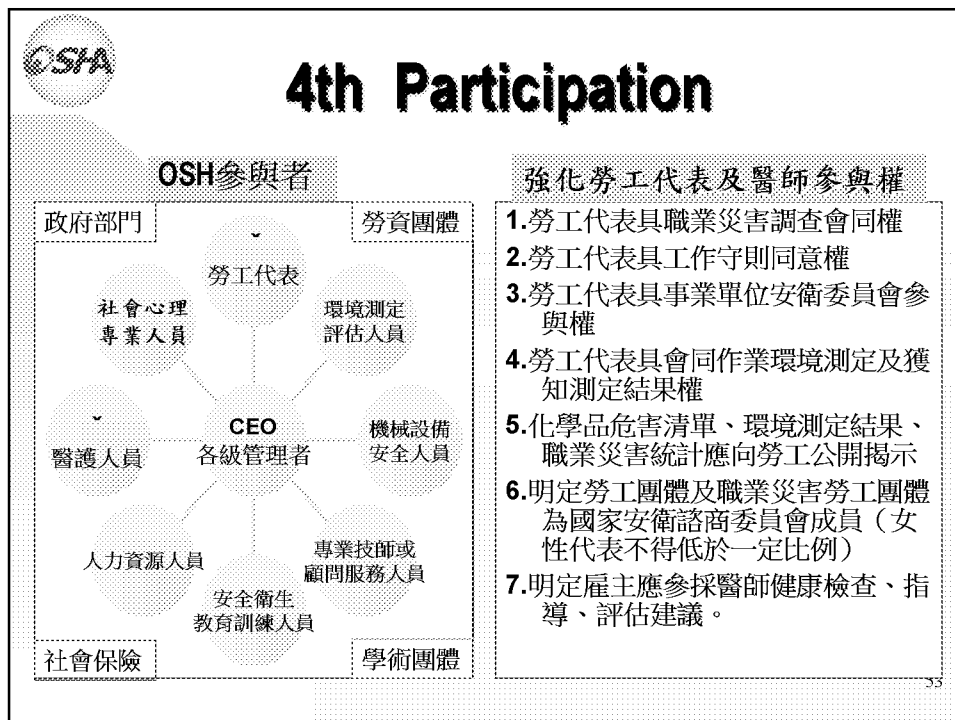 OSHA
4th Participation
OSH參與者
政府部門
勞資團體
ˇ
勞工代表
社會心理
專業人員
環境測定
評估人員
ˇ
醫護人員
CEO
各級管理者
機械設備
安全人員
人力資源人員
專業技師或
顧問服務人員
安全衛生
教育訓練人員
社會保險
學術團體
強化勞工代表及醫師參與權
1.勞工代表具職業災害調查會同權
2.勞工代表具工作守則同意權
3.勞工代表具事業單位安衛委員會參
與權
4.勞工代表具會同作業環境測定及獲
知測定結果權
5.化學品危害清單、環境測定結果、
職業災害統計應向勞工公開揭示
6.明定勞工團體及職業災害勞工團體
為國家安衛諮商委員會成員（女
性代表不得低於一定比例）
7.明定雇主應參採醫師健康檢查、指
導、評估建議。
53